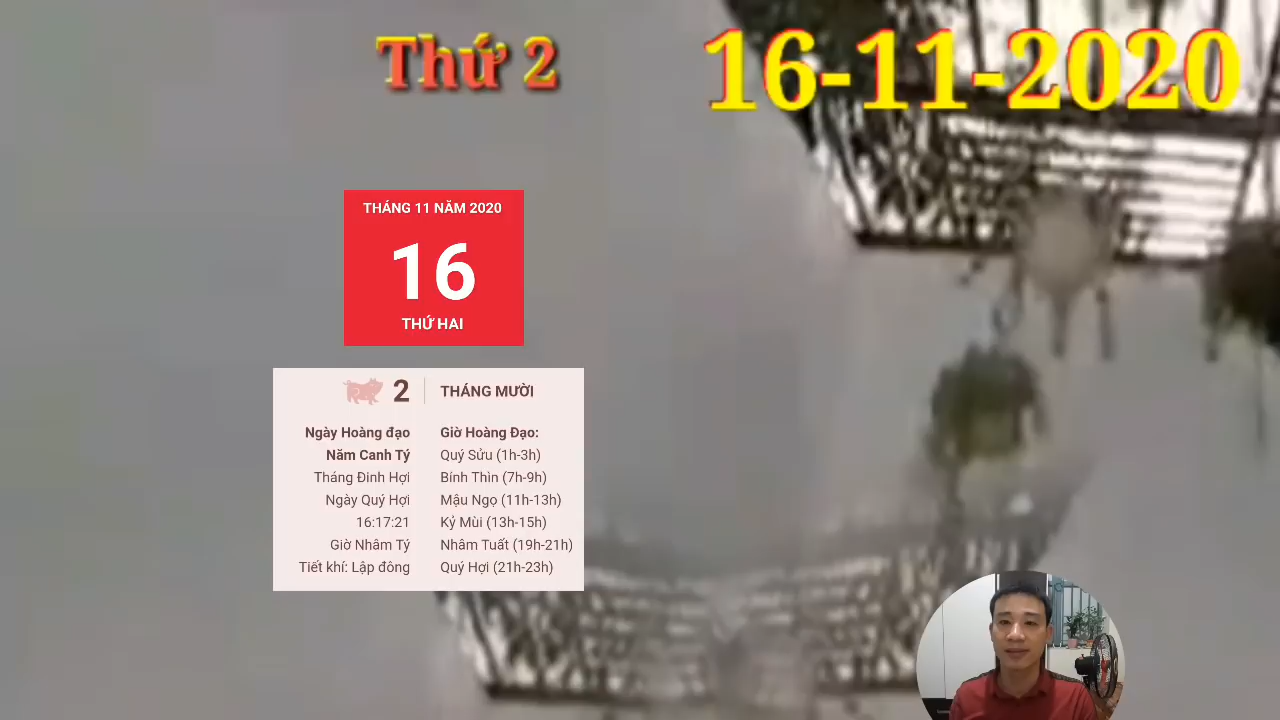 Thứ 2
16-11-2020
THÁNG 11 NĂM 2020
16
THỨ HAI
2
THÁNG MƯỜI
Ngày Hoàng đạo
Năm Canh Tý
Tháng Đinh Hợi
Ngày Quý Hợi
16:17:21
Giờ Nhâm Tý
Tiết khí: Lập đông
Giờ Hoàng Đạo:
Quý Sửu (1h-3h)
Bính Thìn (7h-9h)
Mậu Ngọ (11h-13h)
Kỷ Mùi (13h-15h)
Nhâm Tuất (19h-21h)
Quý Hợi (21h-23h)